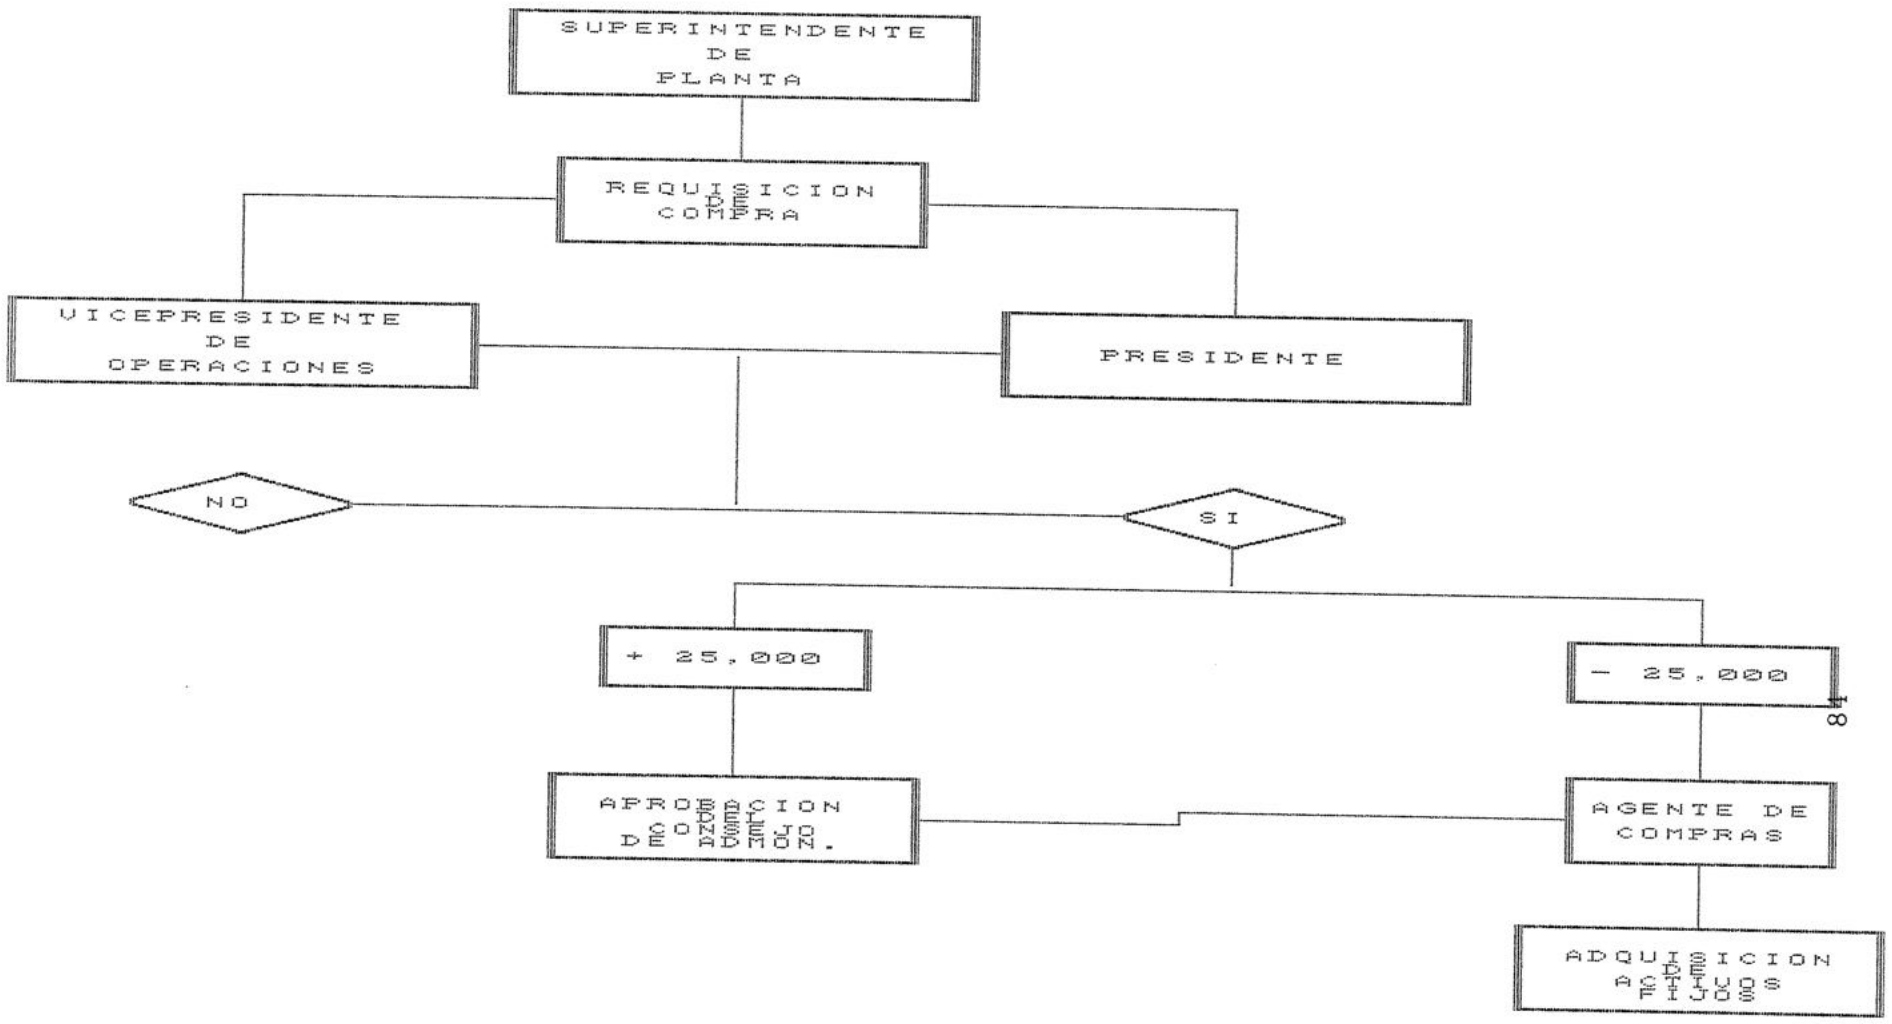 SUPERINTENDENTE
DE
PLANTA
REQUISICION
DE
COMPRA
VICEPRESIDENTE
DE
OPERACIONES
PRESIDENTE
NO
SI
+ 25,000
- 25,000
81
APROBACION
DEL
CONSEJO
DE ADMON.
AGENTE DE
COMPRAS
ADQUISICION
DE
ACTIVOS
FIJOS